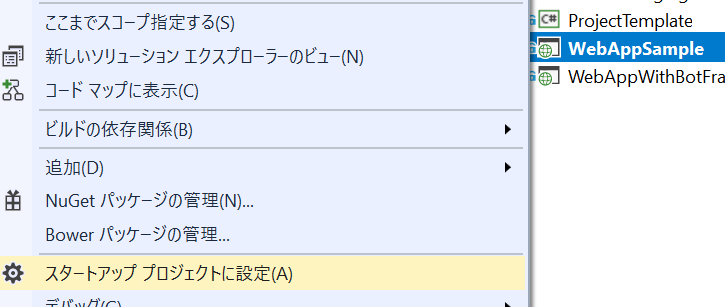 ここまでスコープ指定する(S)
新しいソリューション エクスプローラーのビュー(N)
コード マップに表示(C)
ビルドの依存関係(B)
追加(D)
NuGet パッケージの管理(N)...
Bower パッケージの管理...
スタートアップ プロジェクトに設定(A)
デバッグ(G)
C# ProjectTemplate
WebAppSample
WebAppWithBotFra